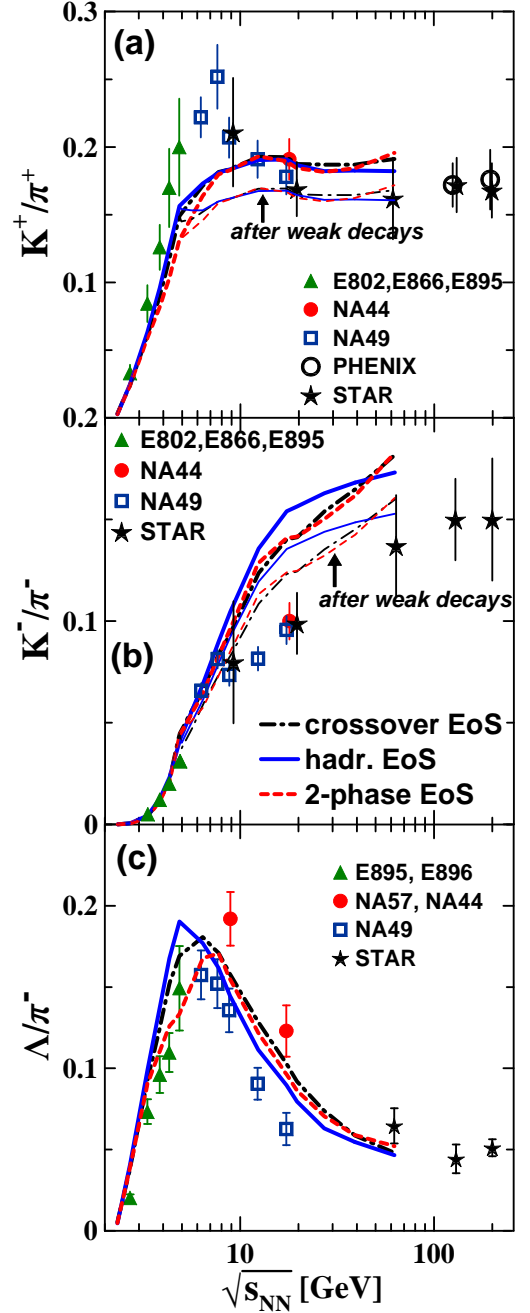 0.3
(a)
0.2
K⁺/π⁺
after weak decays
0.1
E802,E866,E895
NA44
NA49
PHENIX
STAR
0.2
E802,E866,E895
NA44
NA49
STAR
K⁻/π⁻
0.1
after weak decays
(b)
crossover EoS
hadr. EoS
2-phase EoS
0
(c)
E895, E896
NA57, NA44
NA49
STAR
0.2
Λ/π⁻
0.1
0
10
100
√s_NN [GeV]